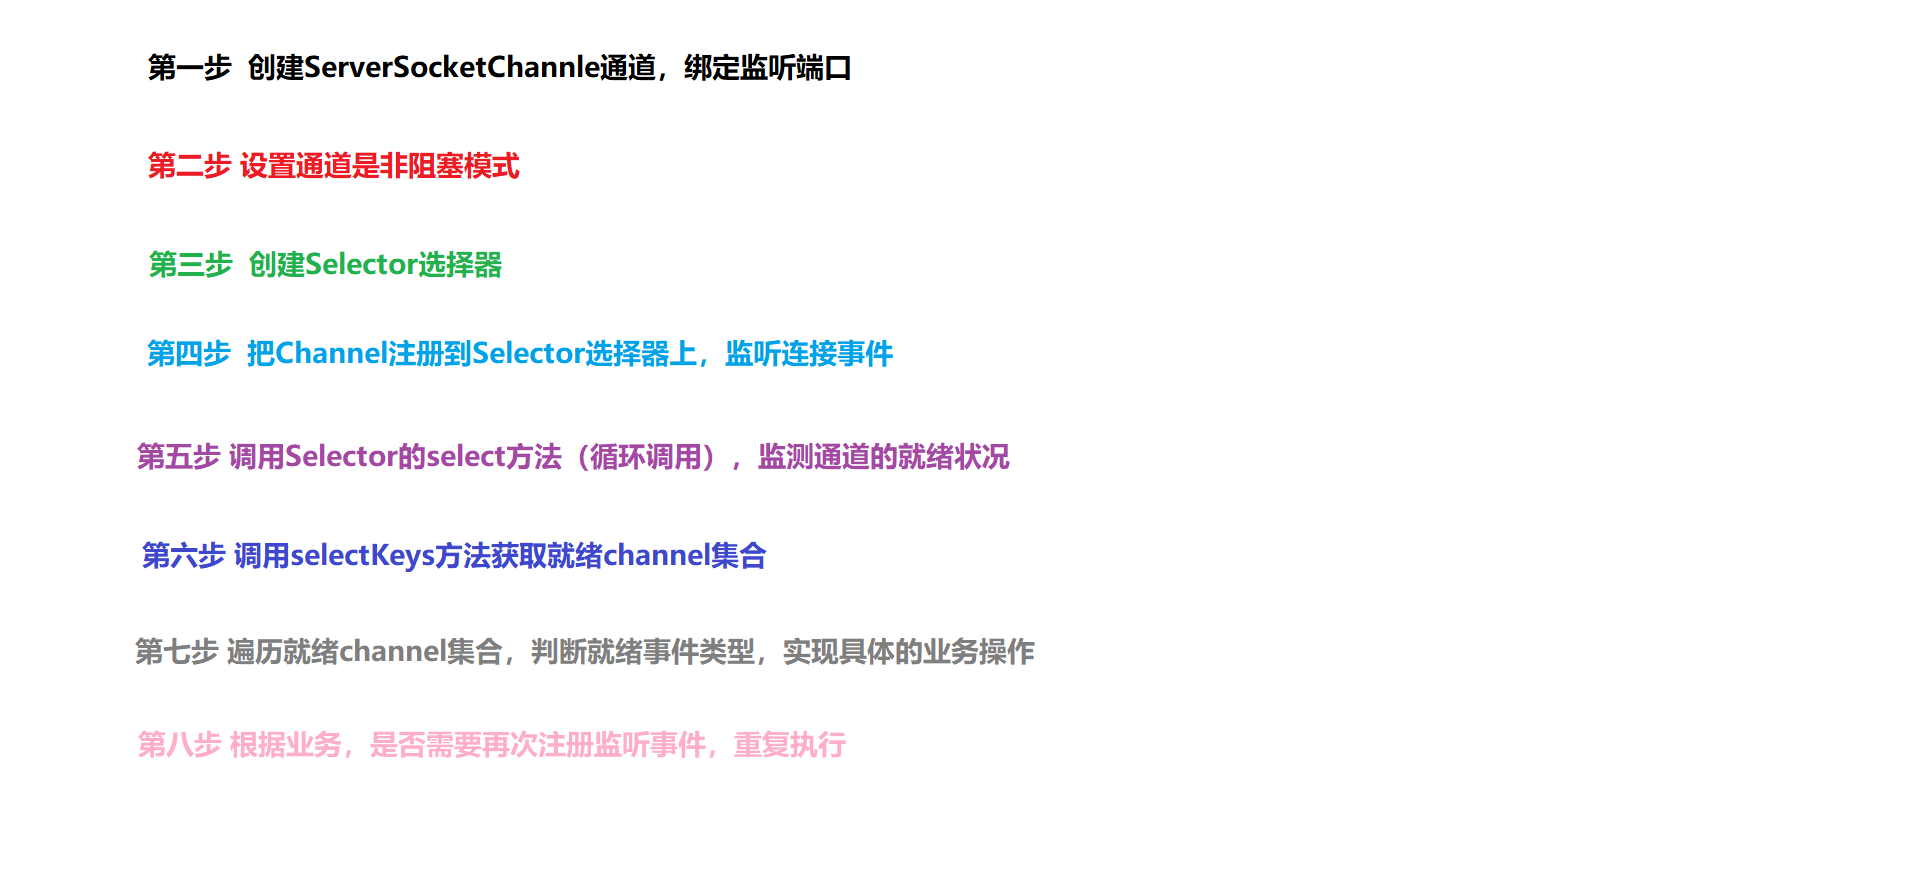 第一步  创建ServerSocketChannle通道，绑定监听端口
第二步 设置通道是非阻塞模式
第三步  创建Selector选择器
第四步  把Channel注册到Selector选择器上，监听连接事件
第五步 调用Selector的select方法（循环调用），监测通道的就绪状况
第六步 调用selectKeys方法获取就绪channel集合
第七步 遍历就绪channel集合，判断就绪事件类型，实现具体的业务操作
第八步 根据业务，是否需要再次注册监听事件，重复执行